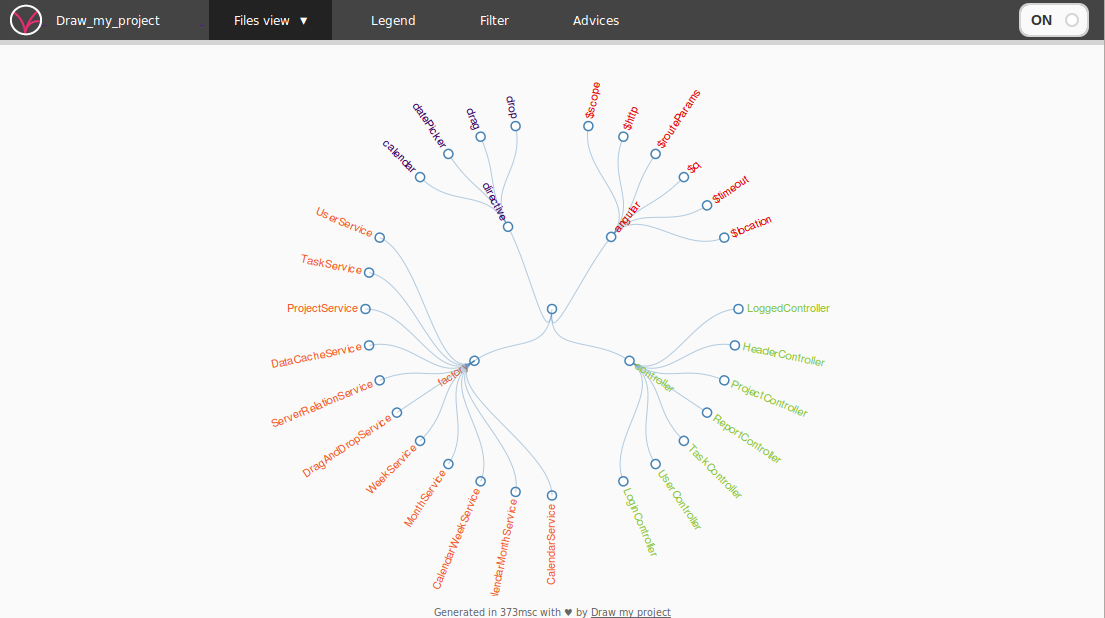 Draw_my_project
Files view ▼
Legend
Filter
Advices
ON
calendar
datePicker
drag
drop
directive
$scope
$http
$routeParams
$q
$timeout
$location
angular
UserService
TaskService
ProjectService
DataCacheService
ServerRelationService
DragAndDropService
WeekService
MonthService
CalendarWeekService
lendarMonthService
CalendarService
factory
controller
LoggedController
HeaderController
ProjectController
ReportController
TaskController
UserController
LoginController
Generated in 373msc with ♥ by Draw my project